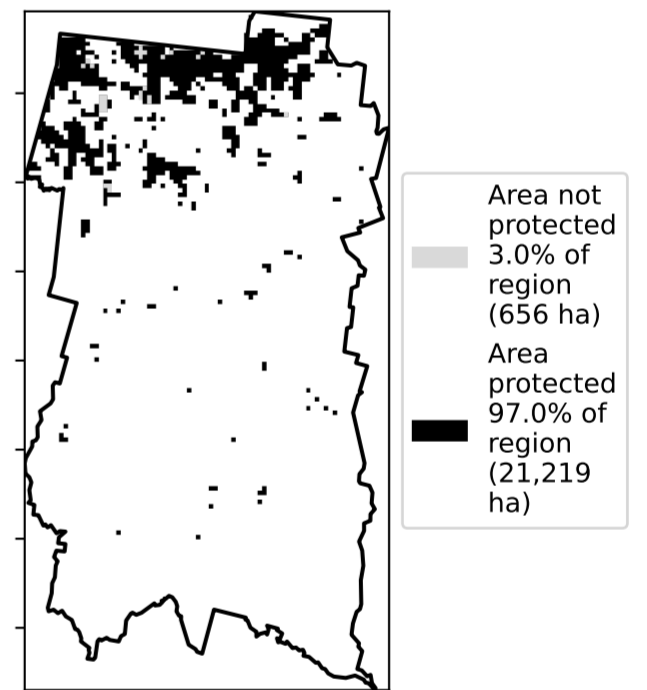 Area not
protected
3.0% of
region
(656 ha)
Area
protected
97.0% of
region
(21,219
ha)